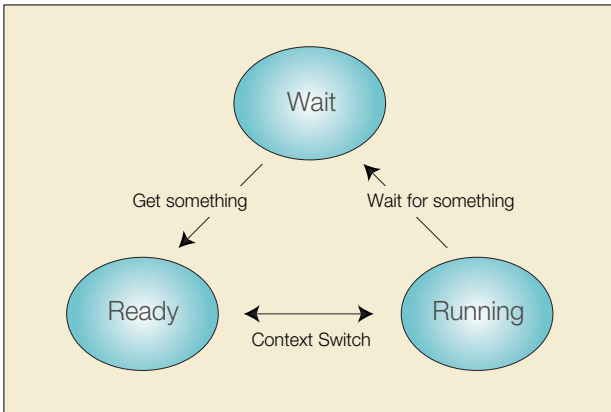 Wait
Get something
Wait for something
Ready
Running
Context Switch